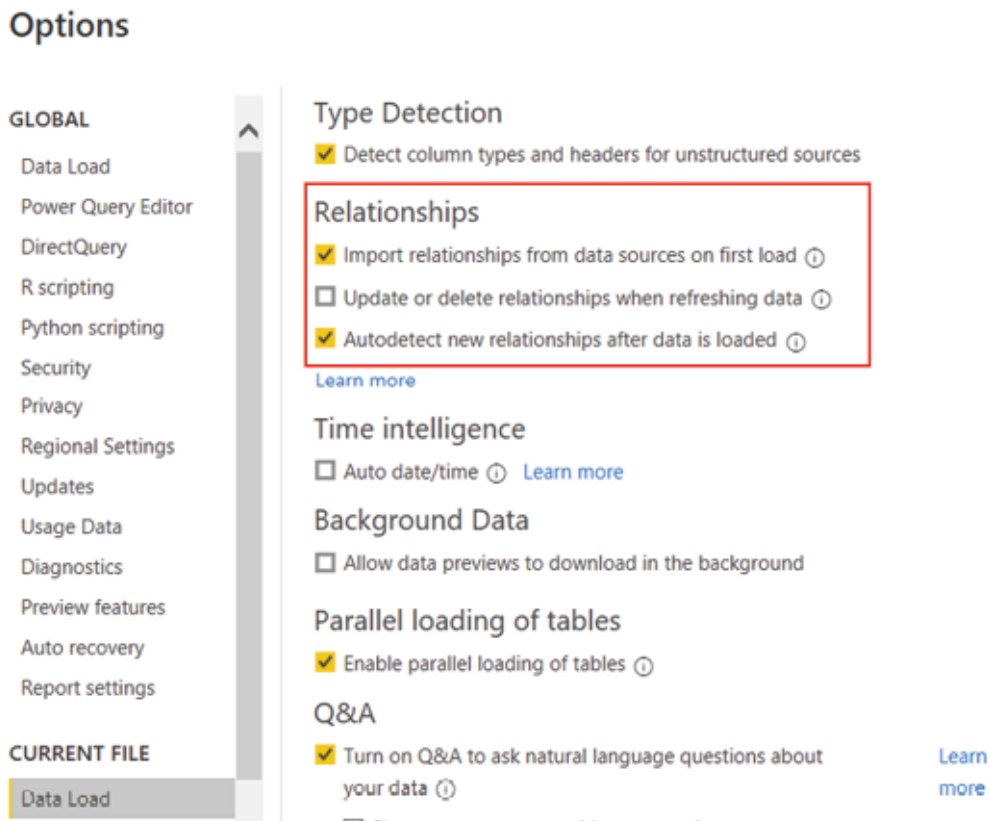 Options
GLOBAL
Data Load
Power Query Editor
DirectQuery
R scripting
Python scripting
Security
Privacy
Regional Settings
Updates
Usage Data
Diagnostics
Preview features
Auto recovery
Report settings
CURRENT FILE
Data Load
Type Detection
Detect column types and headers for unstructured sources
Relationships
Import relationships from data sources on first load
Update or delete relationships when refreshing data
Autodetect new relationships after data is loaded
Learn more
Time intelligence
Auto date/time Learn more
Background Data
Allow data previews to download in the background
Parallel loading of tables
Enable parallel loading of tables
Q&A
Turn on Q&A to ask natural language questions about
your data
Learn
more